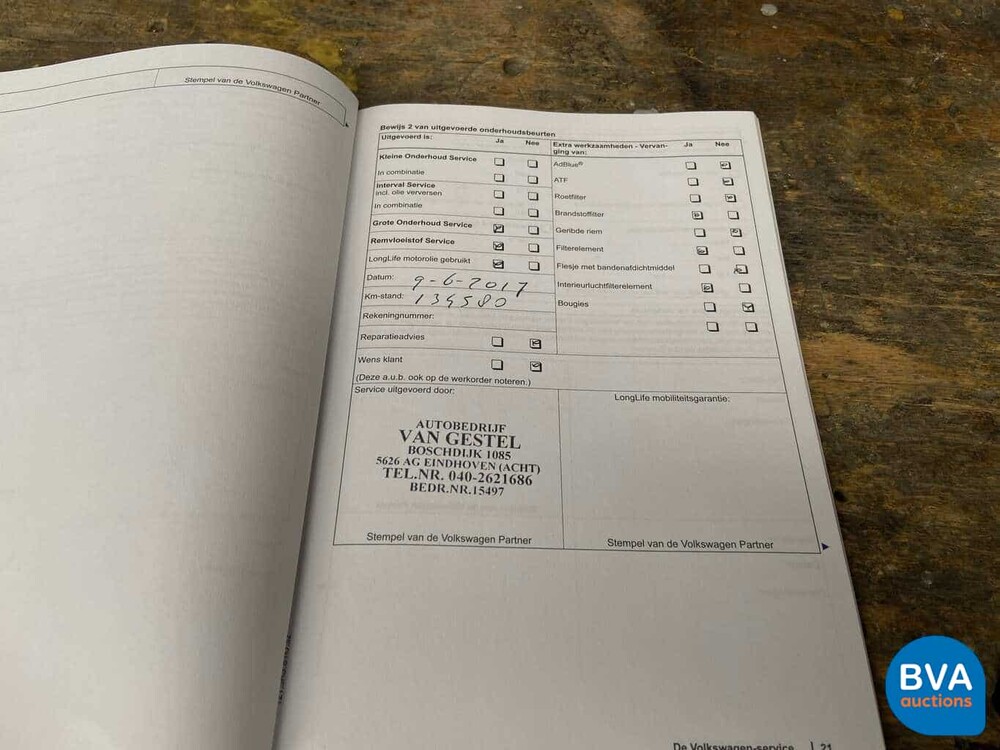 Stempel van de Volkswagen Partner
Bewijs 2 van uitgevoerde onderhoudsbeurten
Uitgevoerd is: Ja Nee
Kleine Onderhoud Service
In combinatie
Interval Service
incl. olie verversen
In combinatie
Grote Onderhoud Service
Remvloeistof Service
LongLife motorolie gebruikt
Datum: 9-6-2017
Km-stand: 134580
Rekeningnummer:
Reparatieadvies
Wens klant
(Deze a.u.b. ook op de werkorder noteren.)
Extra werkzaamheden - Vervan-
ging van: Ja Nee
AdBlue®
ATF
Roetfilter
Brandstoffilter
Geribde riem
Filterelement
Flesje met bandenafdichtmiddel
Interieurluchtfilterelement
Bougies
Service uitgevoerd door:
AUTOBEDRIJF
VAN GESTEL
BOSCHDIJK 1085
5626 AG EINDHOVEN (ACHT)
TEL.NR. 040-2621686
BEDR.NR.15497
Stempel van de Volkswagen Partner
LongLife mobiliteitsgarantie:
Stempel van de Volkswagen Partner
De Volkswagen-service 21
BVA
auctions